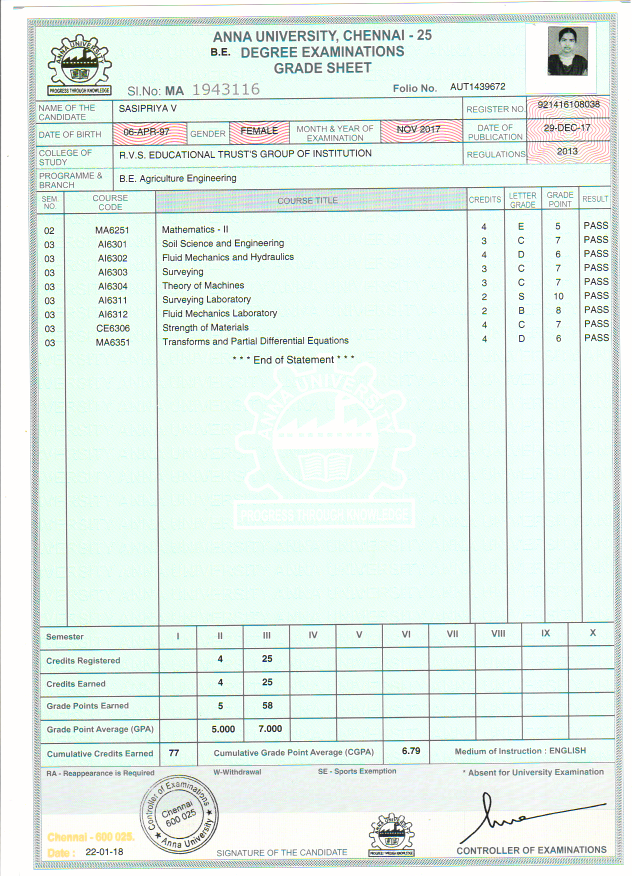 ANNA UNIVERSITY, CHENNAI - 25
B.E. DEGREE EXAMINATIONS
GRADE SHEET
ANNA UNIVERSITY
PROGRESS THROUGH KNOWLEDGE
Sl.No: MA 1943116
Folio No. AUT1439672
NAME OF THE CANDIDATE SASIPRIYA V REGISTER NO. 921416108038
DATE OF BIRTH 06-APR-97 GENDER FEMALE MONTH & YEAR OF EXAMINATION NOV 2017 DATE OF PUBLICATION 29-DEC-17
COLLEGE OF STUDY R.V.S. EDUCATIONAL TRUST'S GROUP OF INSTITUTION REGULATIONS 2013
PROGRAMME & BRANCH B.E. Agriculture Engineering
SEM. NO. COURSE CODE COURSE TITLE CREDITS LETTER GRADE GRADE POINT RESULT
02 MA6251 Mathematics - II 4 E 5 PASS
03 AI6301 Soil Science and Engineering 3 C 7 PASS
03 AI6302 Fluid Mechanics and Hydraulics 4 D 6 PASS
03 AI6303 Surveying 3 C 7 PASS
03 AI6304 Theory of Machines 3 C 7 PASS
03 AI6311 Surveying Laboratory 2 S 10 PASS
03 AI6312 Fluid Mechanics Laboratory 2 B 8 PASS
03 CE6306 Strength of Materials 4 C 7 PASS
03 MA6351 Transforms and Partial Differential Equations 4 D 6 PASS
* * * End of Statement * * *
ANNA UNIVERSITY
PROGRESS THROUGH KNOWLEDGE
Semester I II III IV V VI VII VIII IX X
Credits Registered 4 25
Credits Earned 4 25
Grade Points Earned 5 58
Grade Point Average (GPA) 5.000 7.000
Cumulative Credits Earned 77 Cumulative Grade Point Average (CGPA) 6.79 Medium of Instruction : ENGLISH
RA - Reappearance is Required W-Withdrawal SE - Sports Exemption * Absent for University Examination
Controller of Examinations
Chennai
600 025
Anna University
Chennai - 600 025.
Date : 22-01-18
SIGNATURE OF THE CANDIDATE
PROGRESS THROUGH KNOWLEDGE
CONTROLLER OF EXAMINATIONS